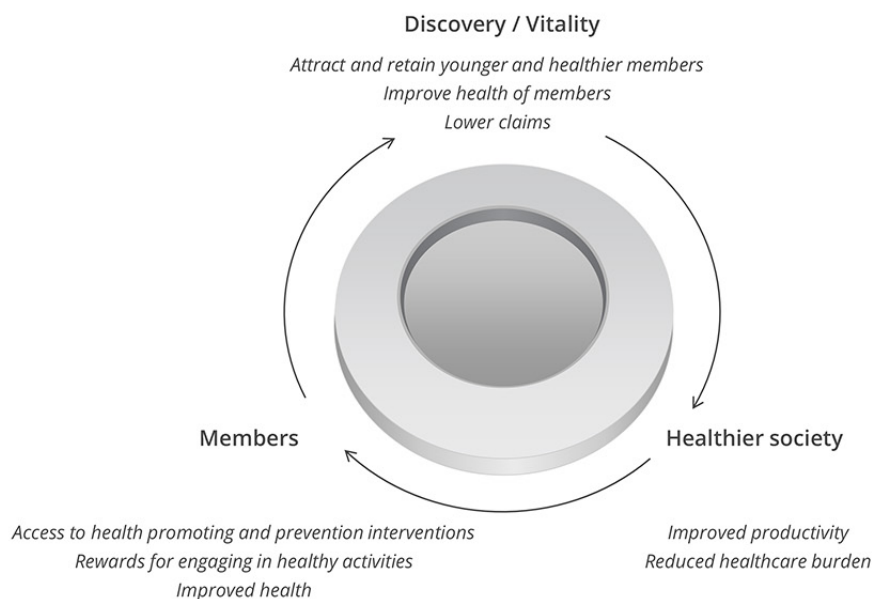 Discovery / Vitality
Attract and retain younger and healthier members
Improve health of members
Lower claims
Members
Healthier society
Access to health promoting and prevention interventions
Rewards for engaging in healthy activities
Improved health
Improved productivity
Reduced healthcare burden